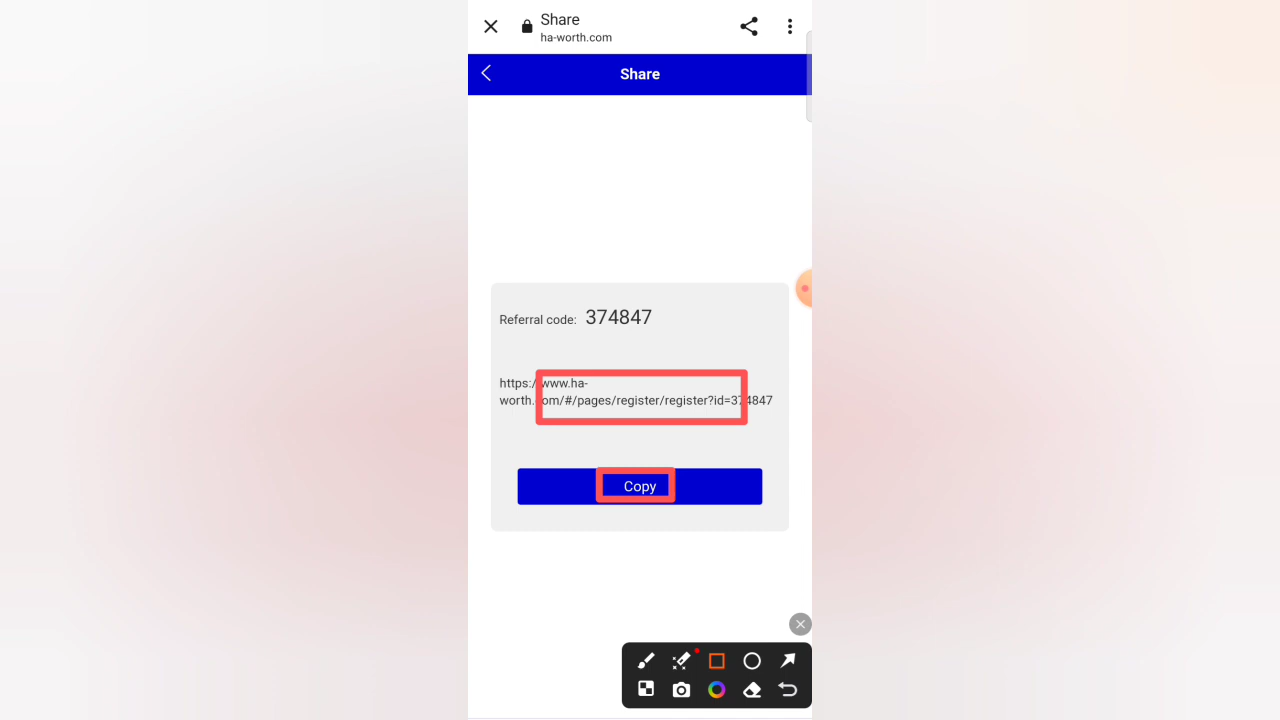 Share
ha-worth.com
Share
Referral code: 374847
https://www.ha-
worth.com/#/pages/register/register?id=374847
Copy